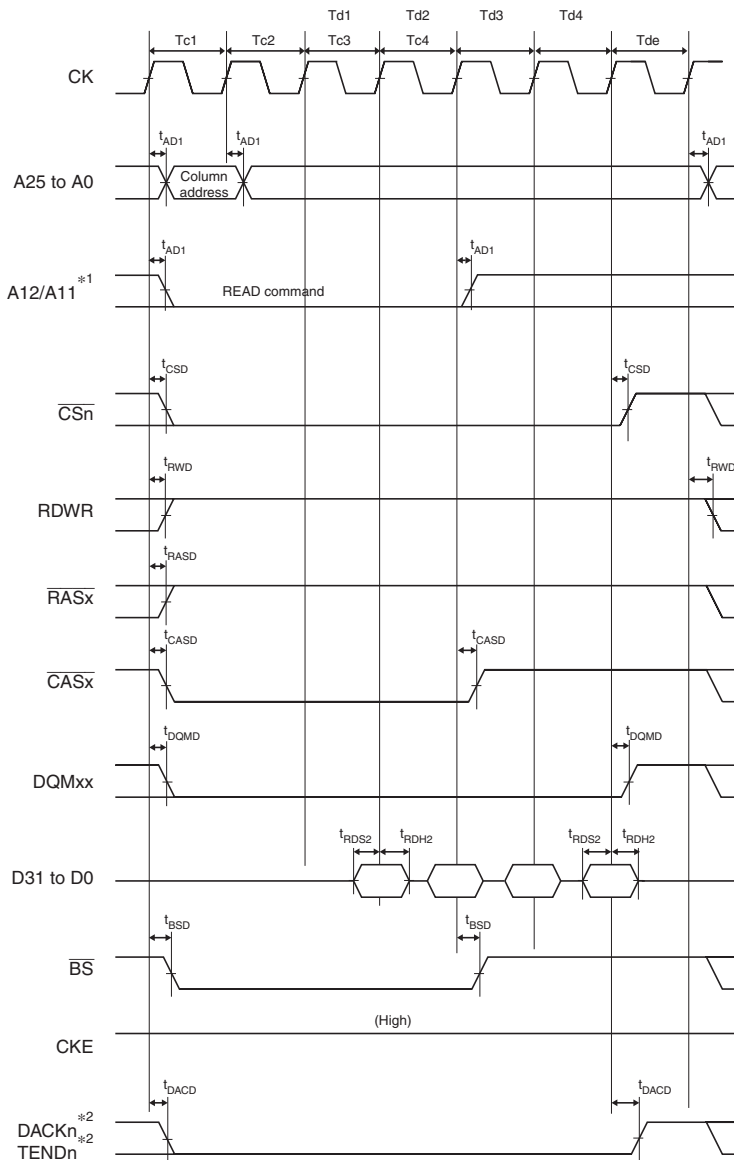 Td1 Td2 Td3 Td4
Tc1 Tc2 Tc3 Tc4 Tde
CK
tAD1 tAD1 tAD1
A25 to A0
Column
address
tAD1 tAD1
A12/A11*1
READ command
tCSD tCSD
CSn
tRWD tRWD
RDWR
tRASD
RASx
tCASD tCASD
CASx
tDQMD tDQMD
DQMxx
tRDS2 tRDH2 tRDS2 tRDH2
D31 to D0
tBSD tBSD
BS
(High)
CKE
tDACD tDACD
DACKn*2
TENDn*2